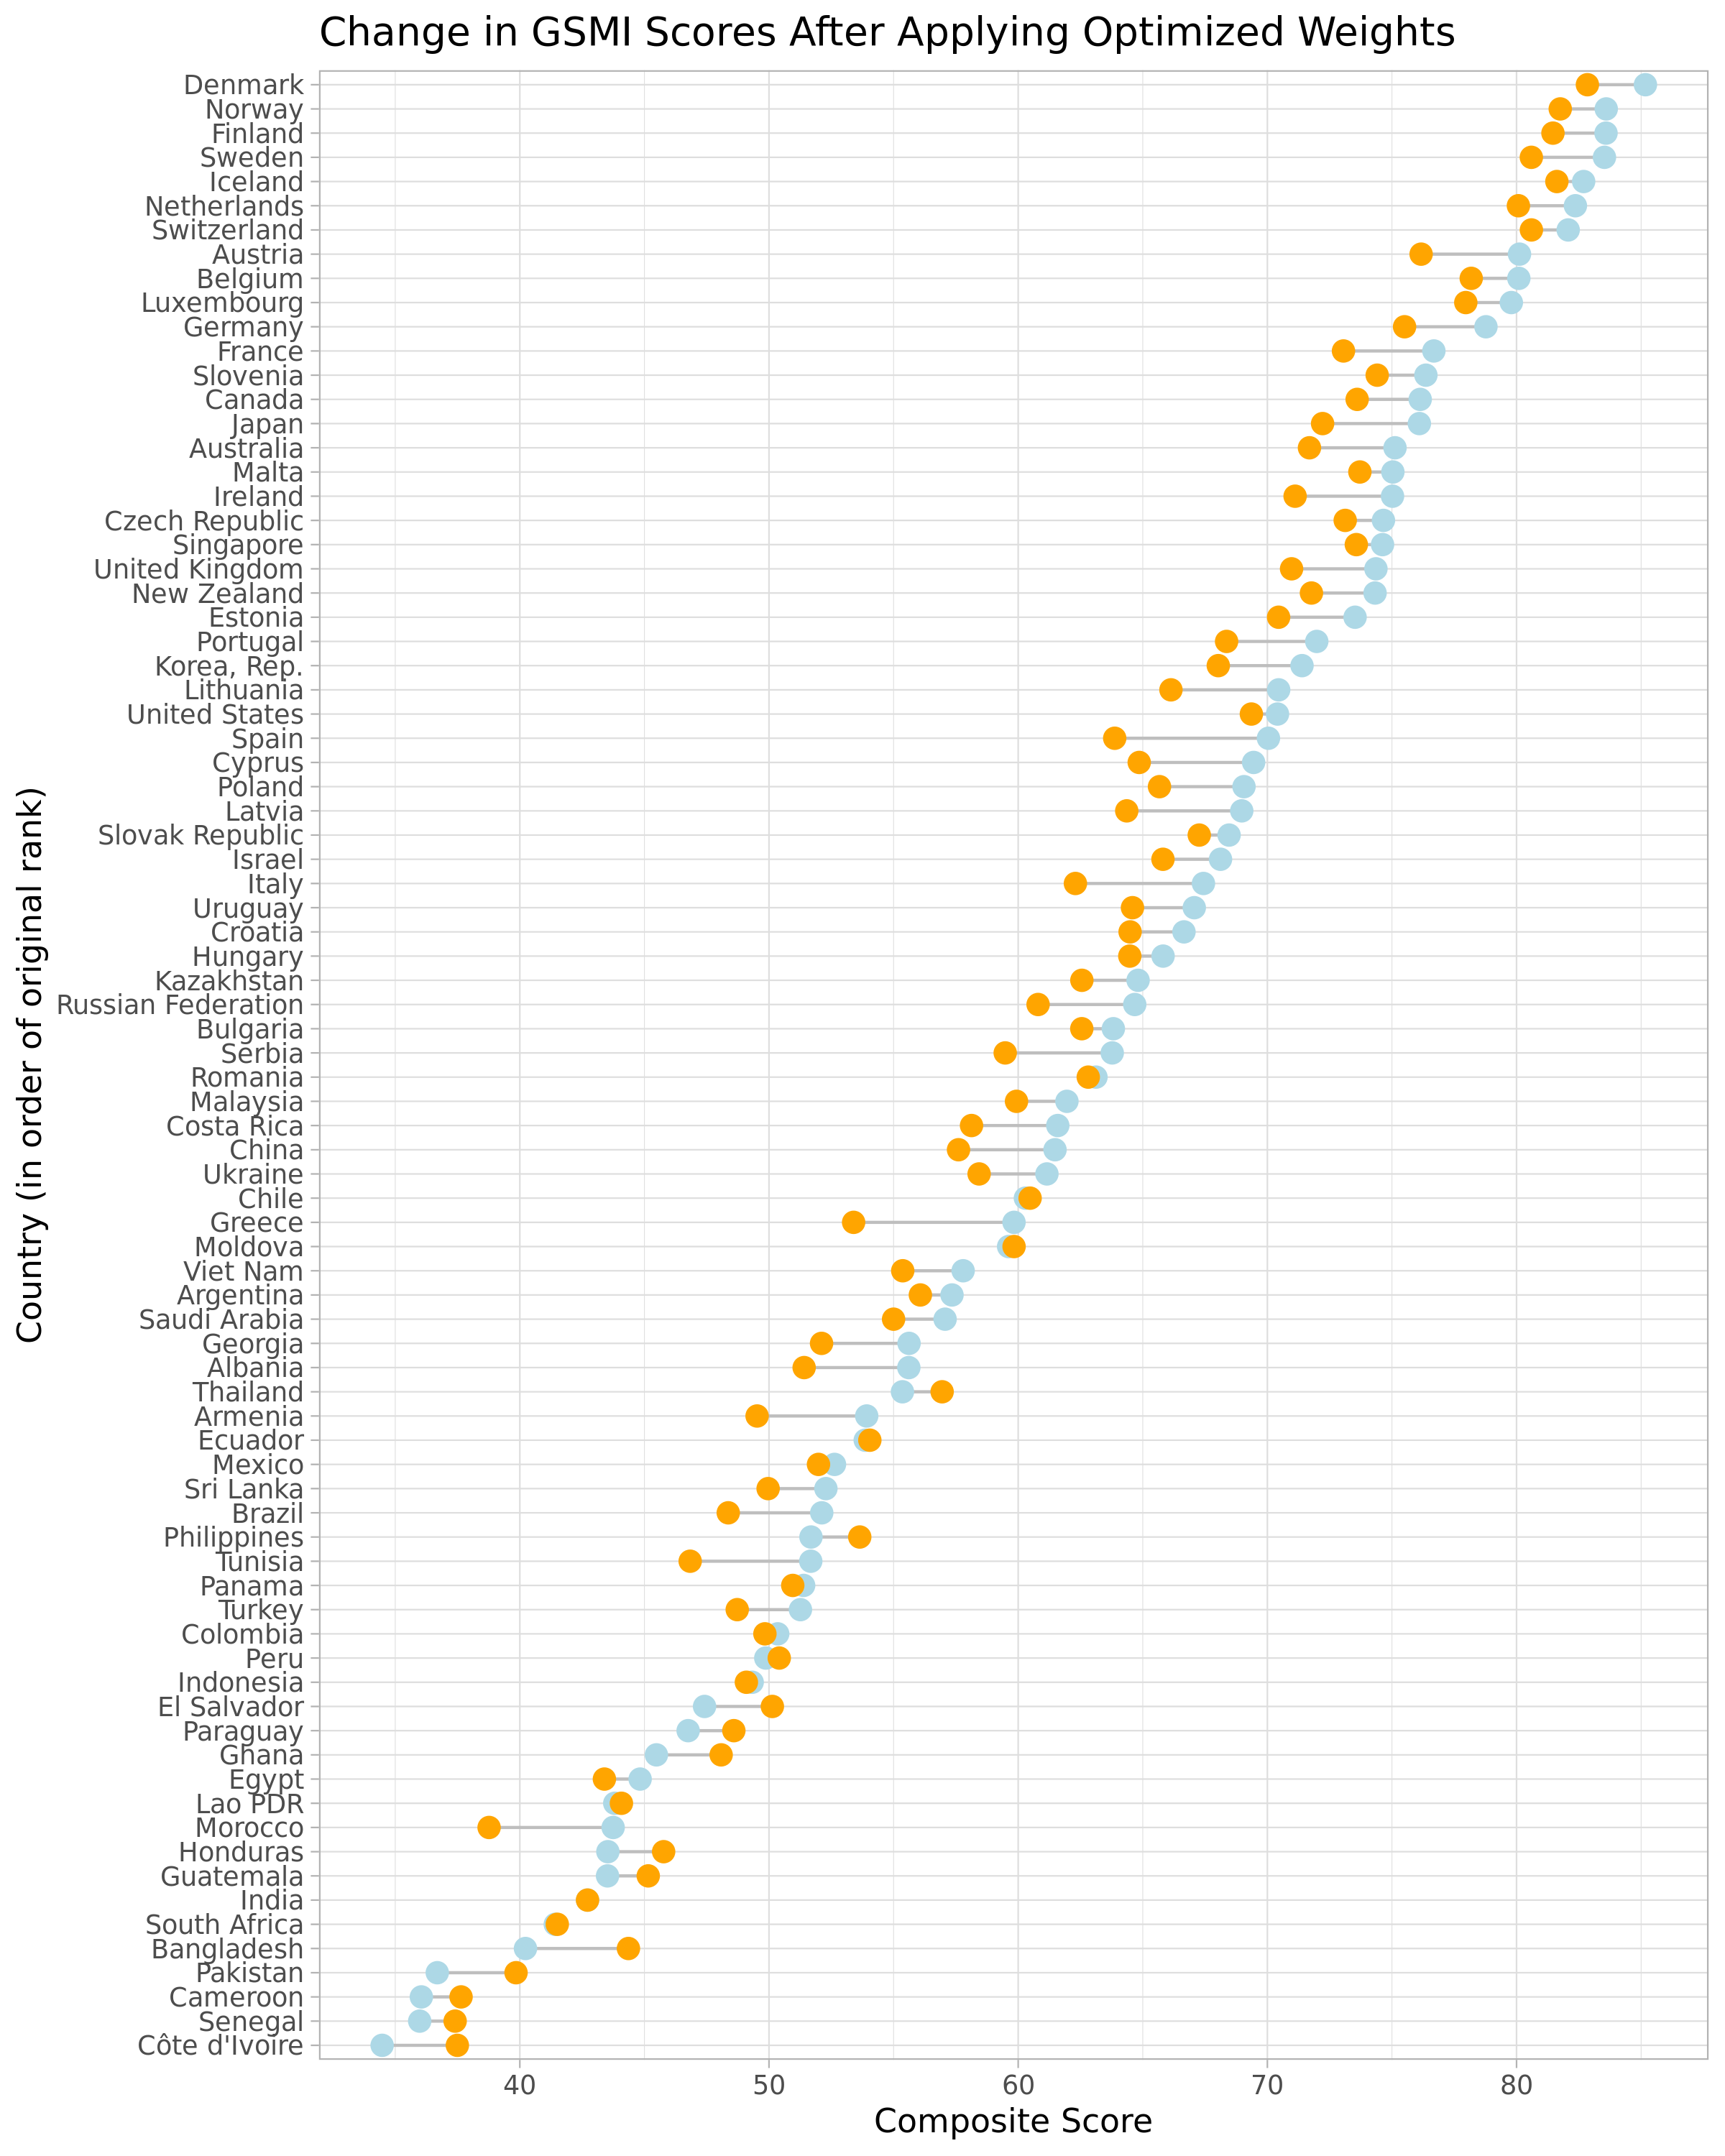 Change in GSMI Scores After Applying Optimized Weights
Country (in order of original rank)
Denmark
Norway
Finland
Sweden
Iceland
Netherlands
Switzerland
Austria
Belgium
Luxembourg
Germany
France
Slovenia
Canada
Japan
Australia
Malta
Ireland
Czech Republic
Singapore
United Kingdom
New Zealand
Estonia
Portugal
Korea, Rep.
Lithuania
United States
Spain
Cyprus
Poland
Latvia
Slovak Republic
Israel
Italy
Uruguay
Croatia
Hungary
Kazakhstan
Russian Federation
Bulgaria
Serbia
Romania
Malaysia
Costa Rica
China
Ukraine
Chile
Greece
Moldova
Viet Nam
Argentina
Saudi Arabia
Georgia
Albania
Thailand
Armenia
Ecuador
Mexico
Sri Lanka
Brazil
Philippines
Tunisia
Panama
Turkey
Colombia
Peru
Indonesia
El Salvador
Paraguay
Ghana
Egypt
Lao PDR
Morocco
Honduras
Guatemala
India
South Africa
Bangladesh
Pakistan
Cameroon
Senegal
Côte d'Ivoire
40 50 60 70 80
Composite Score